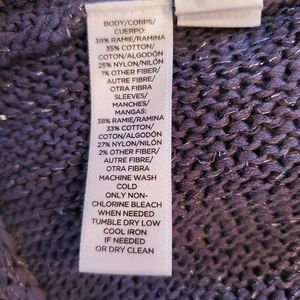 BODY/CORPS/
CUERPO:
39% RAMIE/RAMINA
35% COTTON/
COTON/ALGODÓN
25% NYLON/NILÓN
1% OTHER FIBER/
AUTRE FIBRE/
OTRA FIBRA
SLEEVES/
MANCHES/
MANGAS:
38% RAMIE/RAMINA
33% COTTON/
COTON/ALGODÓN
27% NYLON/NILÓN
2% OTHER FIBER/
AUTRE FIBRE/
OTRA FIBRA
MACHINE WASH
COLD
ONLY NON-
CHLORINE BLEACH
WHEN NEEDED
TUMBLE DRY LOW
COOL IRON
IF NEEDED
OR DRY CLEAN